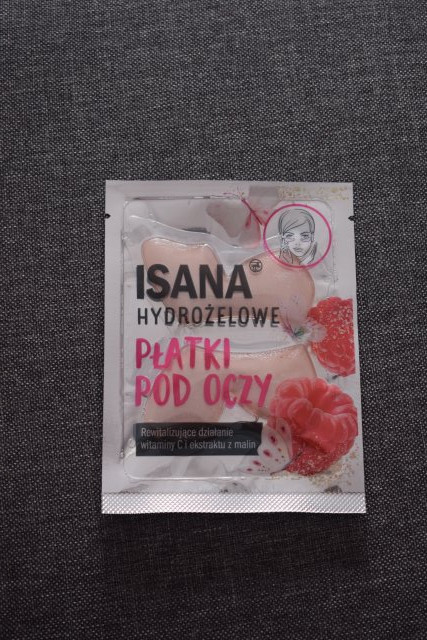 ISANA
HYDROŻELOWE
PŁATKI
POD OCZY
Rewitalizujące działanie
witaminy C i ekstraktu z malin